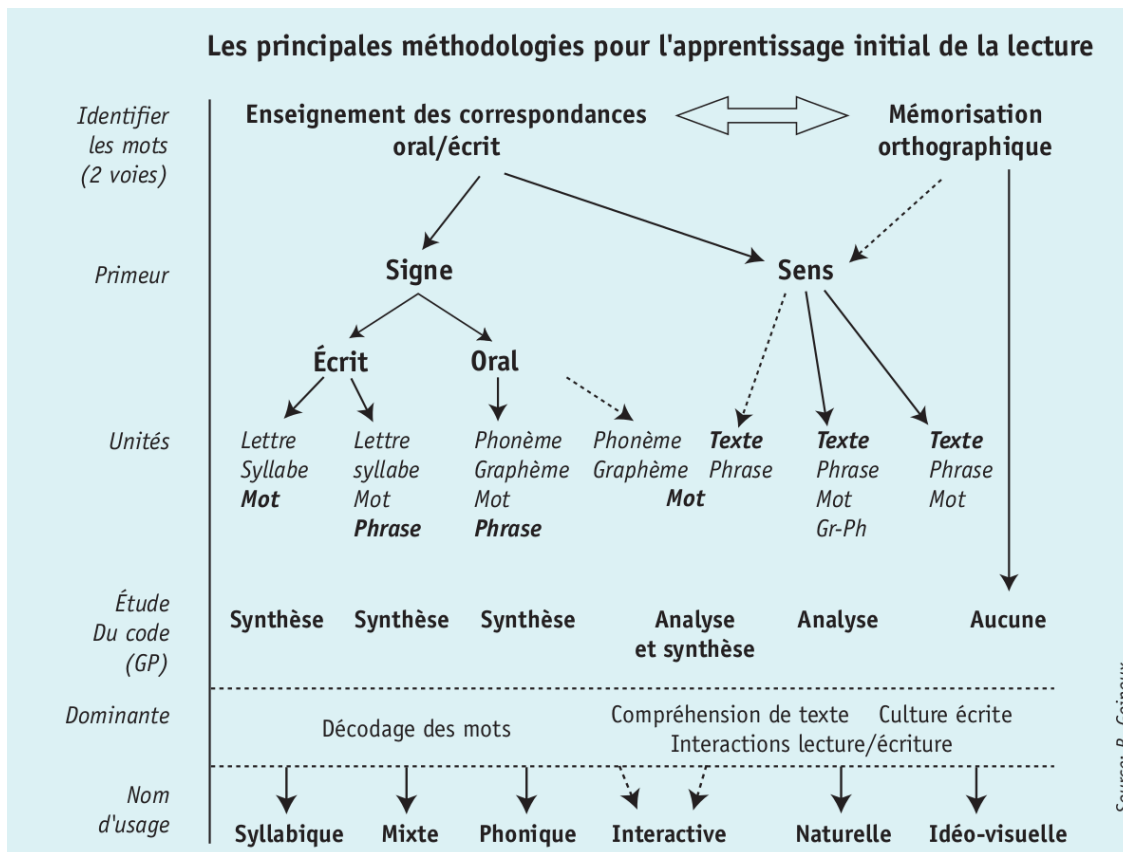 Les principales méthodologies pour l'apprentissage initial de la lecture
Identifier
les mots
(2 voies)
Enseignement des correspondances
oral/écrit
Mémorisation
orthographique
Primeur
Signe
Sens
Écrit
Oral
Unités
Lettre
Syllabe
Mot
Lettre
syllabe
Mot
Phrase
Phonème
Graphème
Mot
Phrase
Phonème
Graphème
Mot
Texte
Phrase
Texte
Phrase
Mot
Gr-Ph
Texte
Phrase
Mot
Étude
Du code
(GP)
Synthèse
Synthèse
Synthèse
Analyse
et synthèse
Analyse
Aucune
Dominante
Décodage des mots
Compréhension de texte
Culture écrite
Interactions lecture/écriture
Nom
d'usage
Syllabique
Mixte
Phonique
Interactive
Naturelle
Idéo-visuelle